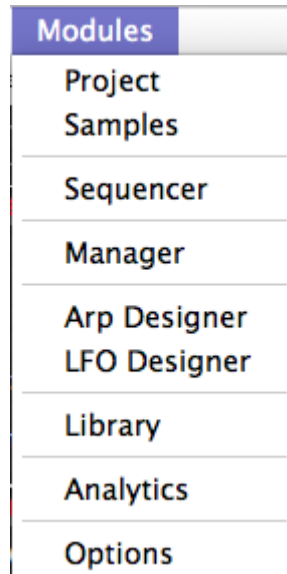 Modules
Project
Samples
Sequencer
Manager
Arp Designer
LFO Designer
Library
Analytics
Options